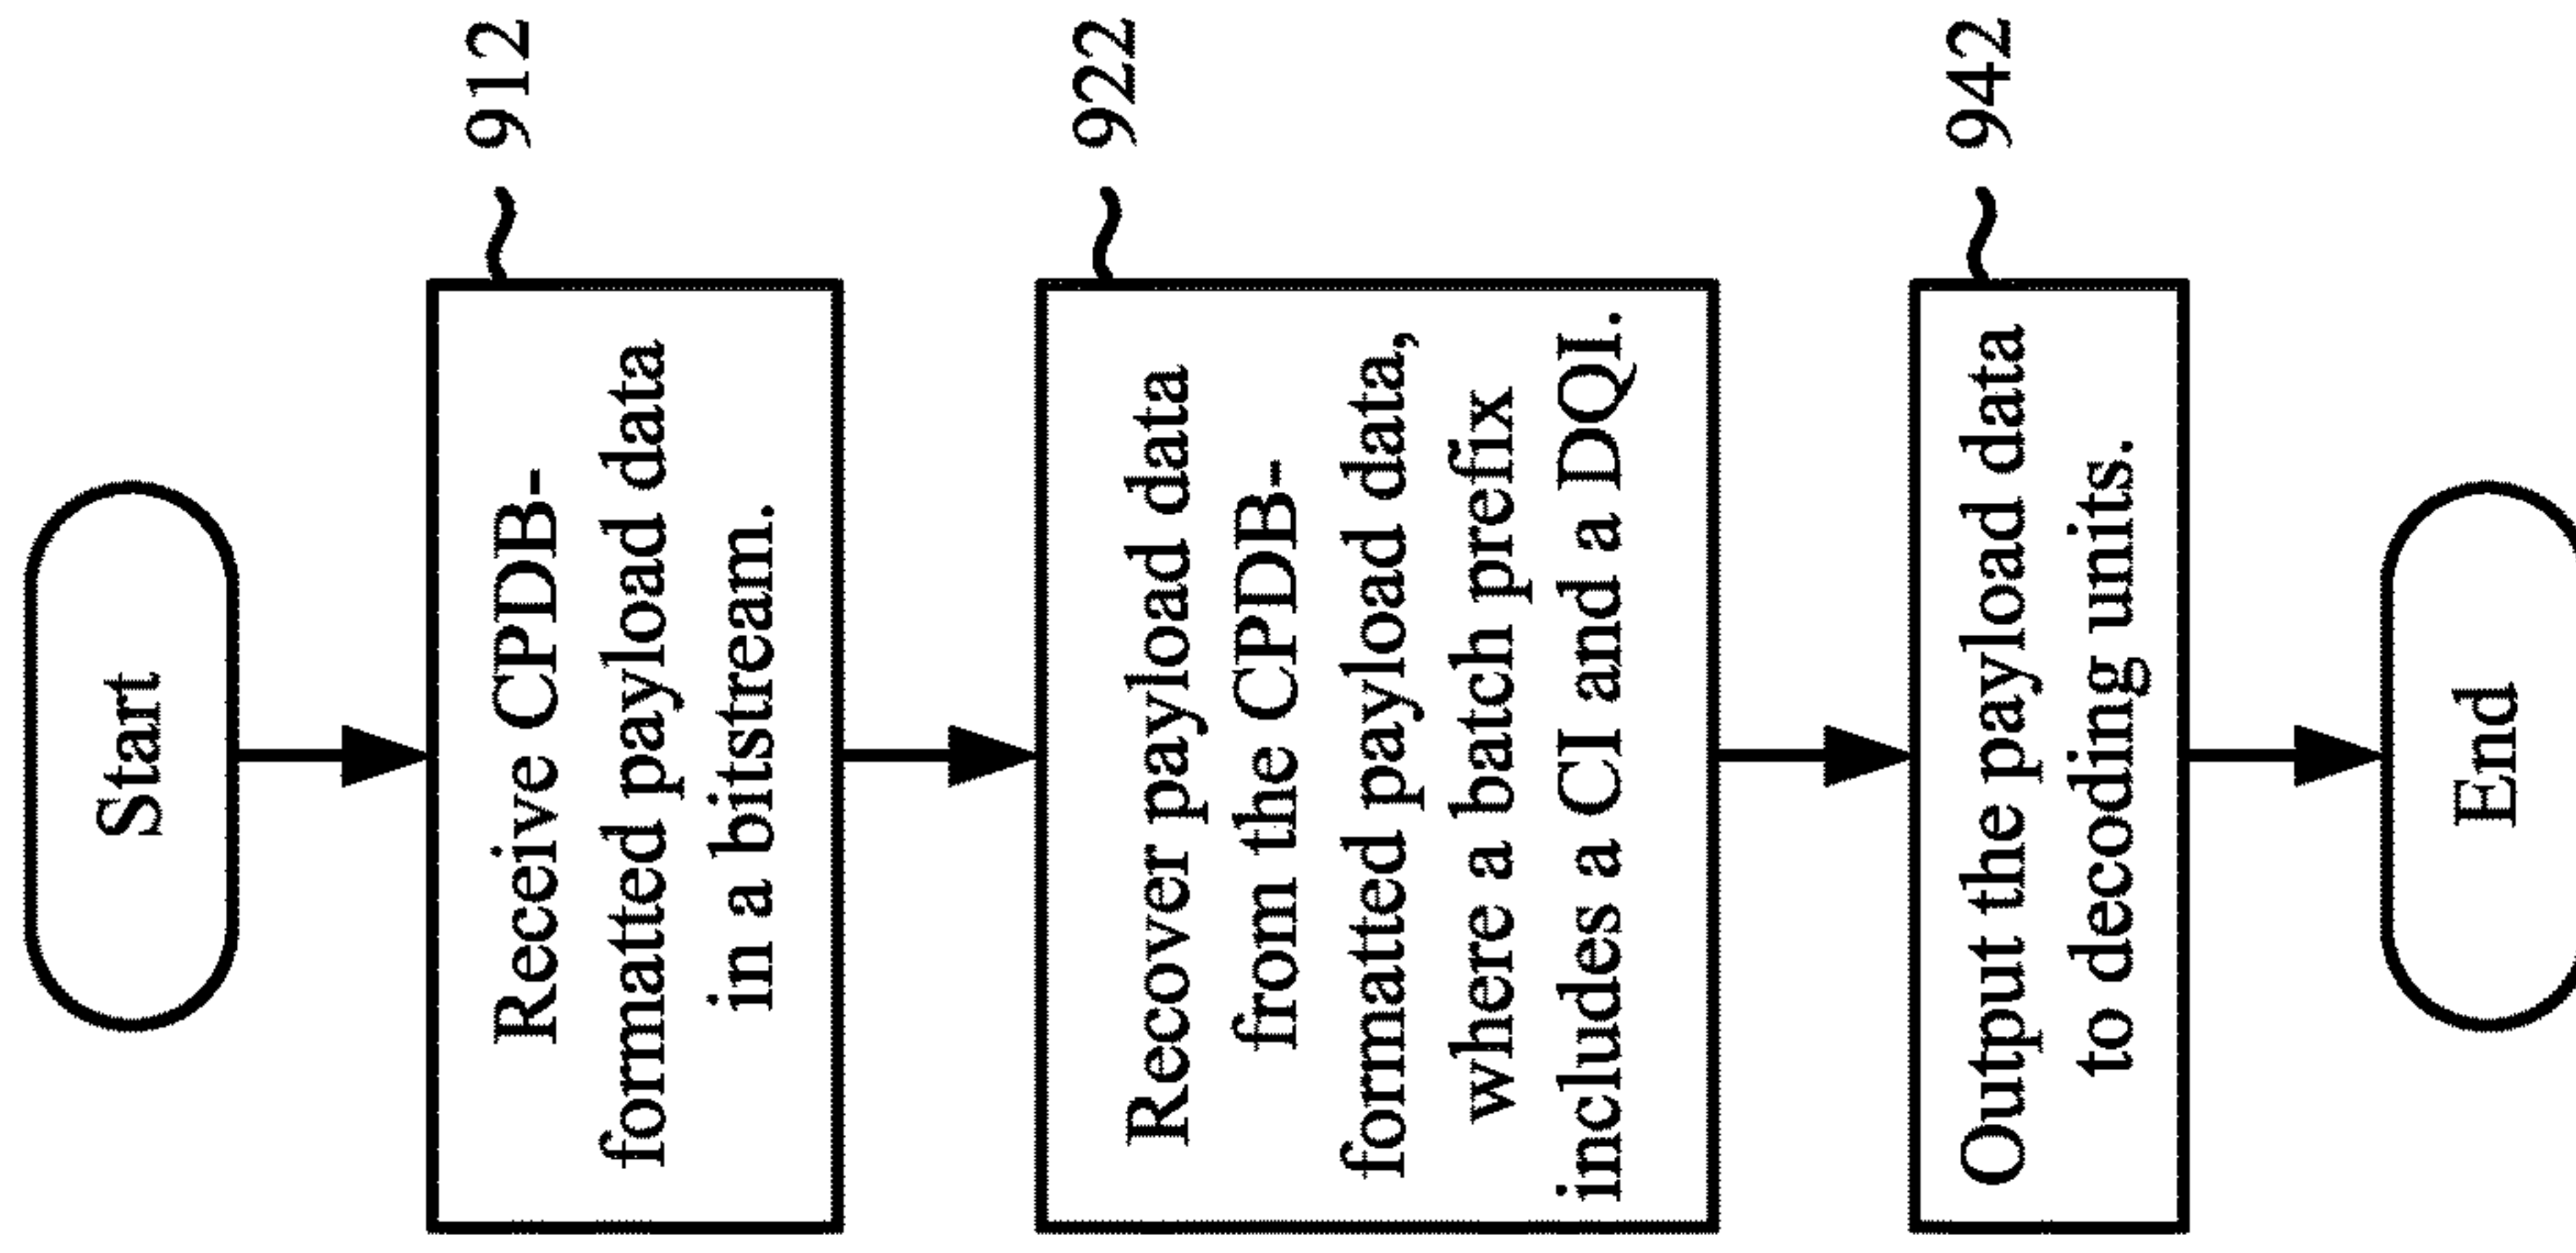 Start
Receive CPDB-
formatted payload data
in a bitstream.
912
Recover payload data
from the CPDB-
formatted payload data,
where a batch prefix
includes a CI and a DQI.
922
Output the payload data
to decoding units.
942
End